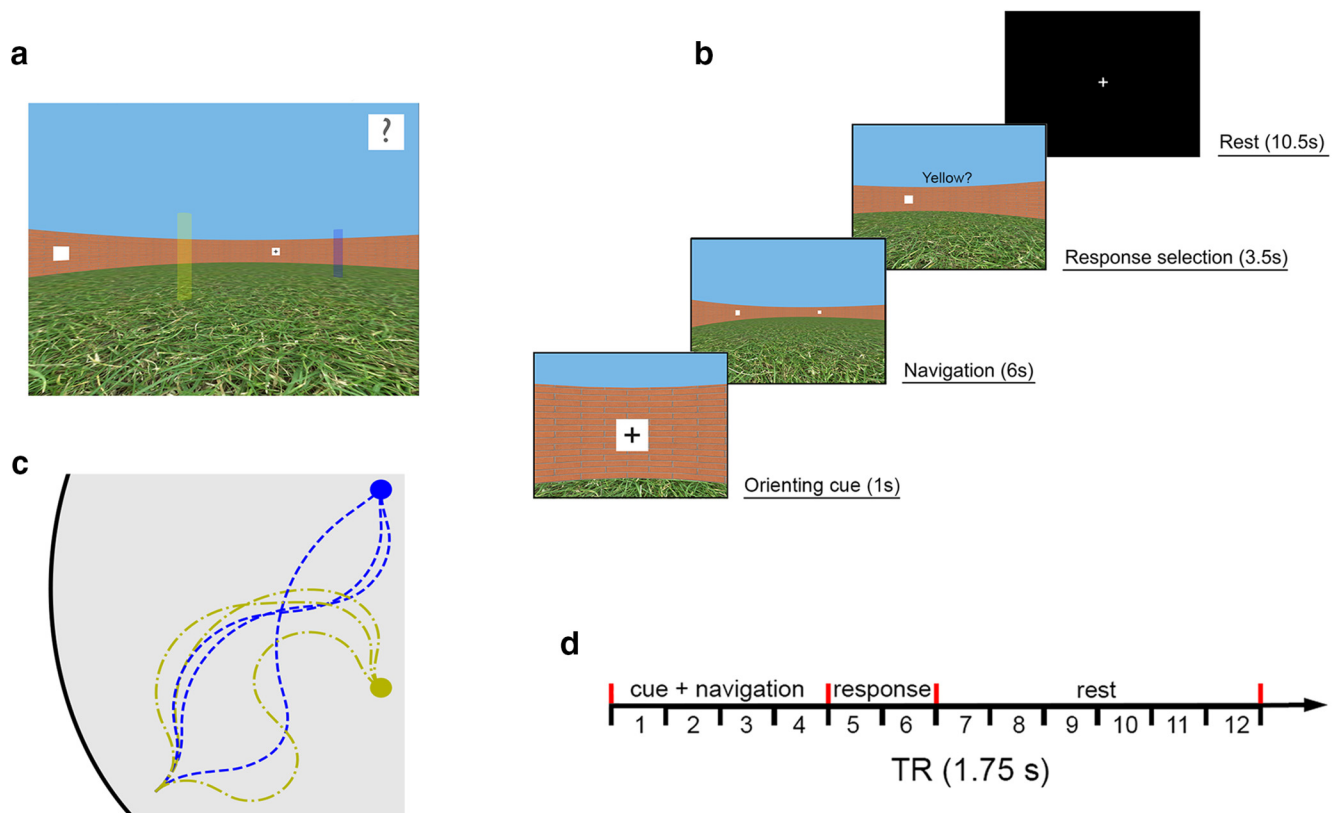 a
?
b
Rest (10.5s)
Yellow?
Response selection (3.5s)
Navigation (6s)
+
Orienting cue (1s)
c
d
cue + navigation response rest
1 2 3 4 5 6 7 8 9 10 11 12
TR (1.75 s)